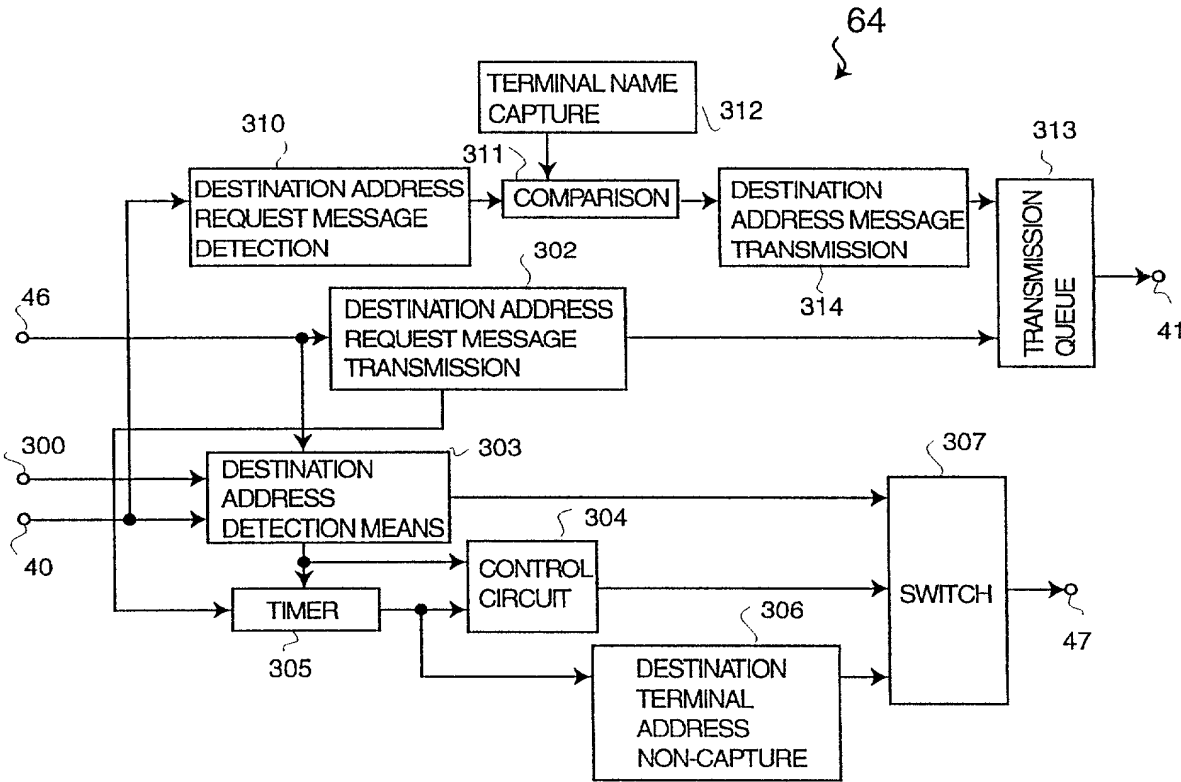 64
TERMINAL NAME
CAPTURE
312
310
311
313
DESTINATION ADDRESS
REQUEST MESSAGE
DETECTION
COMPARISON
DESTINATION
ADDRESS MESSAGE
TRANSMISSION
314
TRANSMISSION
QUEUE
41
302
46
DESTINATION ADDRESS
REQUEST MESSAGE
TRANSMISSION
300
303
DESTINATION
ADDRESS
DETECTION MEANS
40
304
CONTROL
CIRCUIT
307
SWITCH
47
TIMER
305
306
DESTINATION
TERMINAL
ADDRESS
NON-CAPTURE